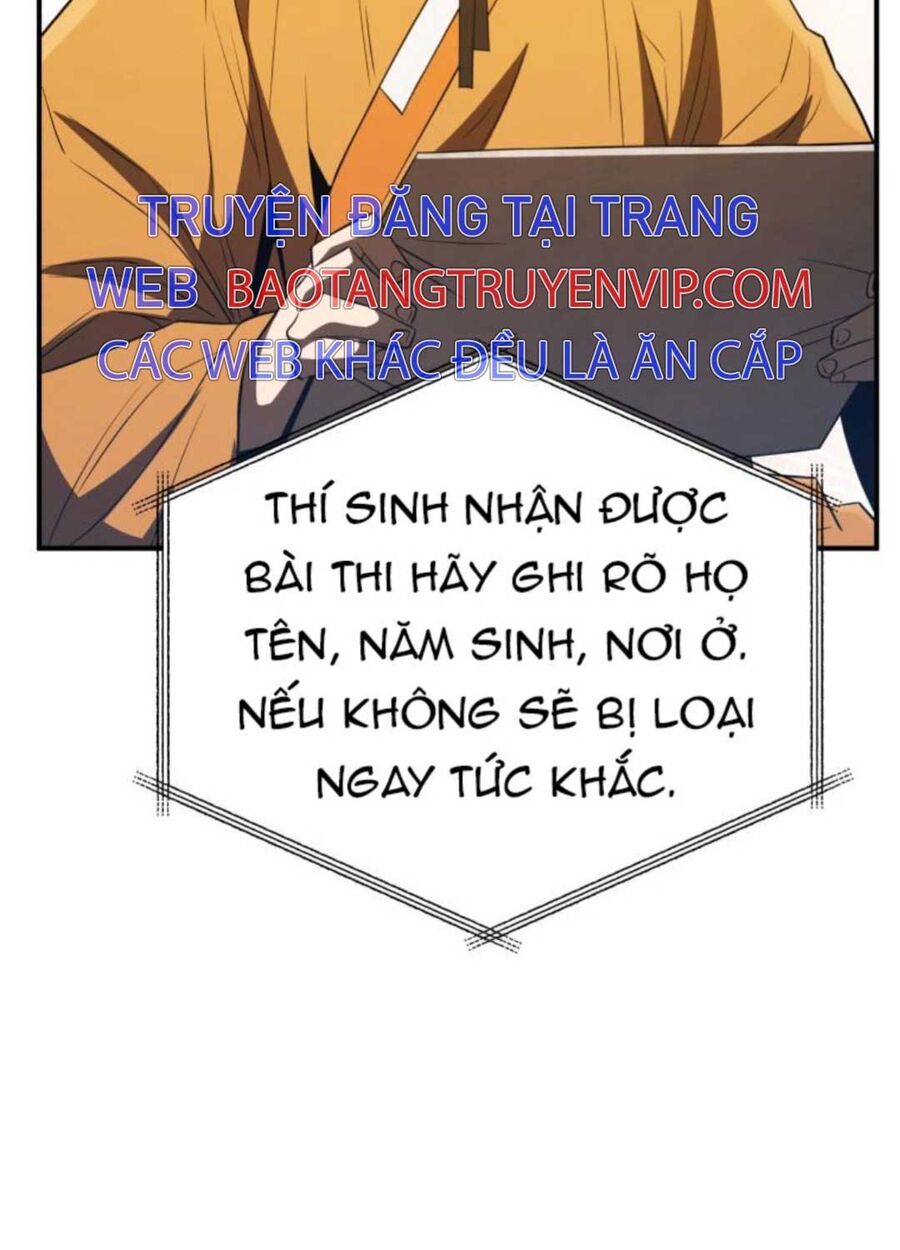 TRUYỆN ĐĂNG TẠI TRANG
WEB BAOTANGTRUYENVIP.COM
CÁC WEB KHÁC ĐỀU LÀ ĂN CẮP
THÍ SINH NHẬN ĐƯỢC
BÀI THI HÃY GHI RÕ HỌ
TÊN, NĂM SINH, NƠI Ở.
NẾU KHÔNG SẼ BỊ LOẠI
NGAY TỨC KHẮC.